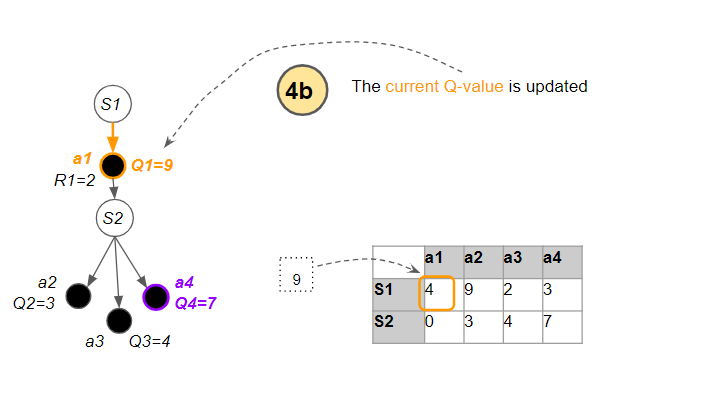 4b
The current Q-value is updated
S1
a1
Q1=9
R1=2
S2
a2
Q2=3
a4
Q4=7
a3
Q3=4
9
a1 a2 a3 a4
S1 4 9 2 3
S2 0 3 4 7